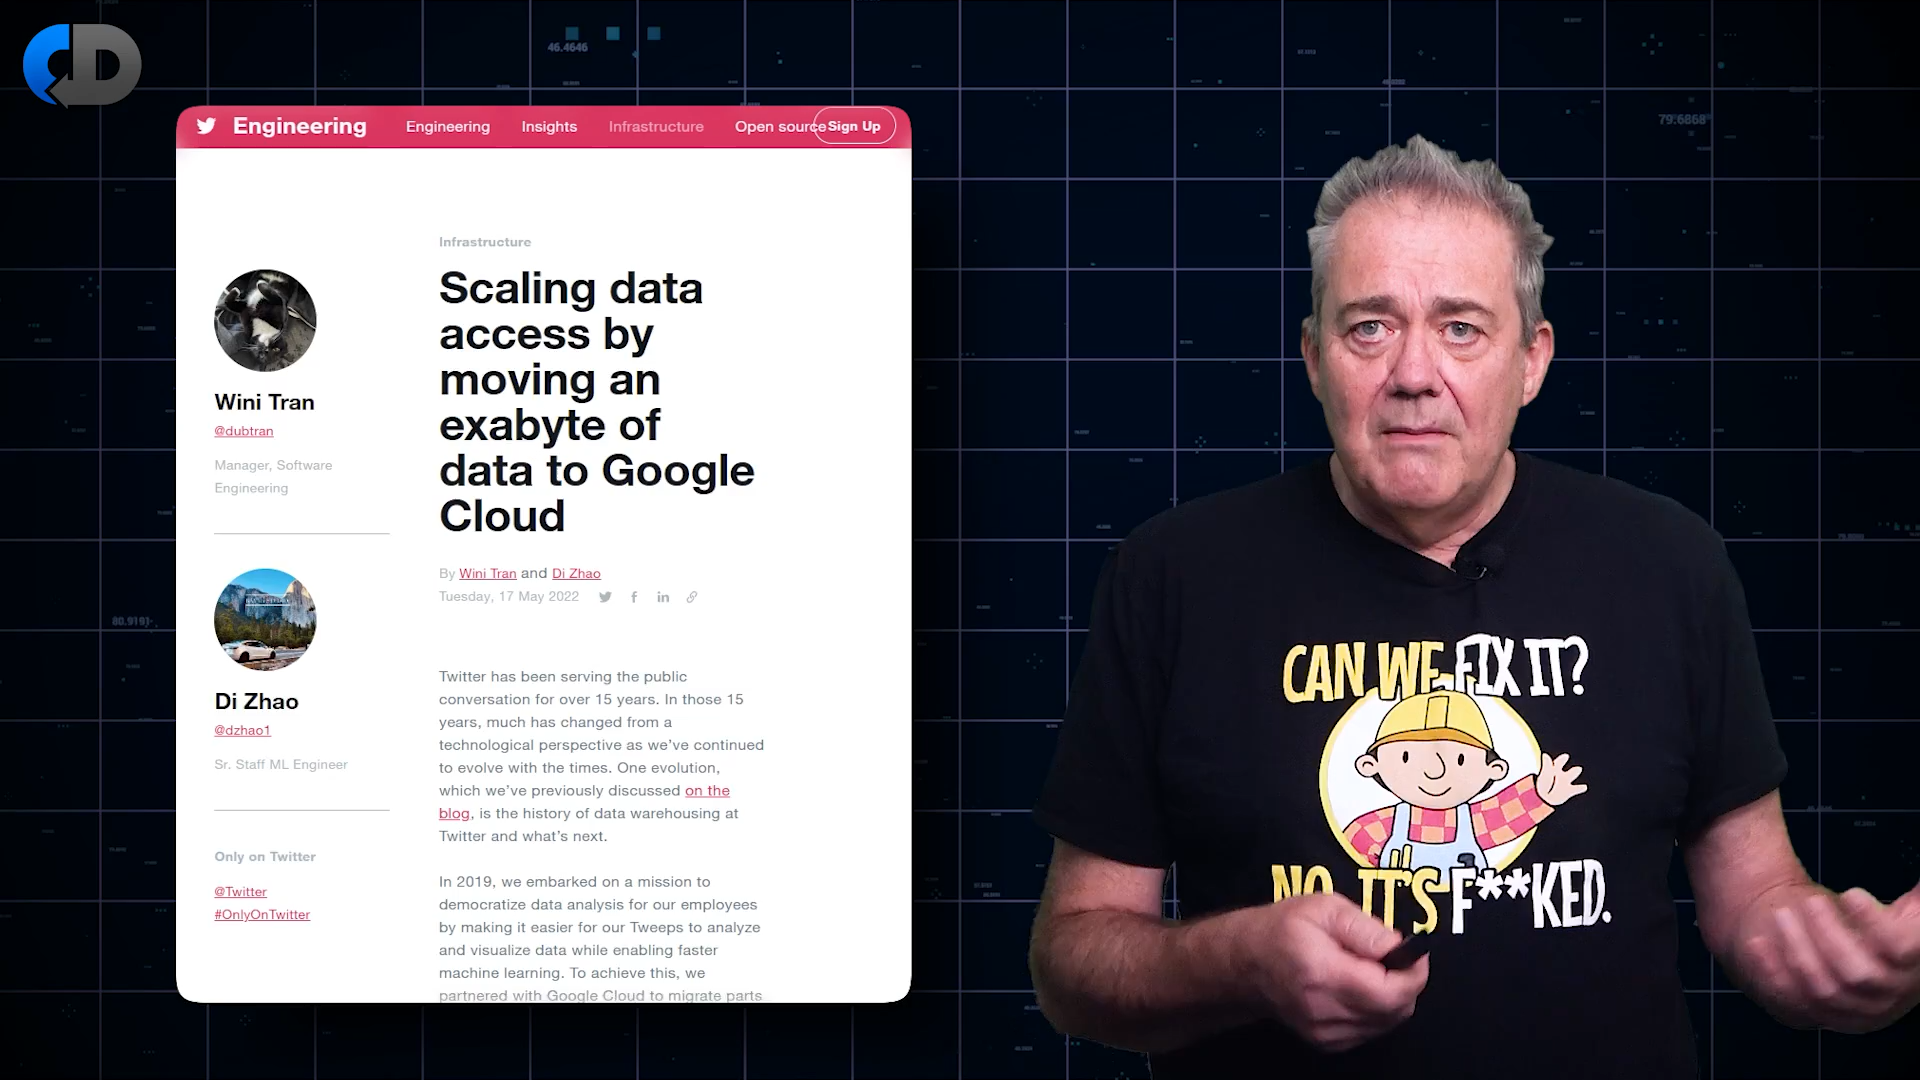 CD
46.4646
79.6868
80.9191
Engineering
Engineering Insights Infrastructure Open source Sign Up
Infrastructure
Scaling data
access by
moving an
exabyte of
data to Google
Cloud
By Wini Tran and Di Zhao
Tuesday, 17 May 2022
Wini Tran
@dubtran
Manager, Software
Engineering
Di Zhao
@dzhao1
Sr. Staff ML Engineer
Only on Twitter
@Twitter
#OnlyOnTwitter
Twitter has been serving the public
conversation for over 15 years. In those 15
years, much has changed from a
technological perspective as we've continued
to evolve with the times. One evolution,
which we've previously discussed on the
blog, is the history of data warehousing at
Twitter and what's next.
In 2019, we embarked on a mission to
democratize data analysis for our employees
by making it easier for our Tweeps to analyze
and visualize data while enabling faster
machine learning. To achieve this, we
partnered with Google Cloud to migrate parts
CAN WE FIX IT?
NO, IT'S F**KED.